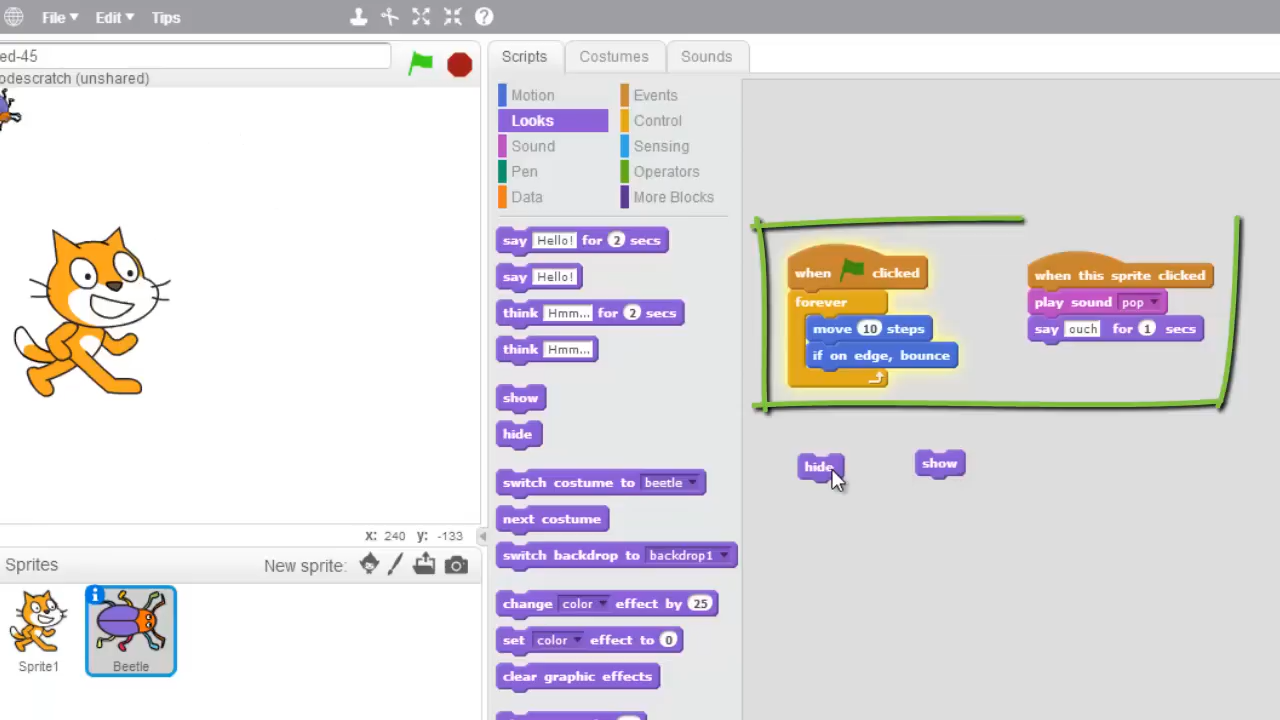 File Edit Tips
ed-45
odescratch (unshared)
Scripts Costumes Sounds
Motion Events
Looks Control
Sound Sensing
Pen Operators
Data More Blocks
say Hello! for 2 secs
say Hello!
think Hmm... for 2 secs
think Hmm...
show
hide
switch costume to beetle
next costume
switch backdrop to backdrop1
change color effect by 25
set color effect to 0
clear graphic effects
when clicked
forever
move 10 steps
if on edge, bounce
when this sprite clicked
play sound pop
say ouch for 1 secs
hide show
x: 240 y: -133
Sprites New sprite:
Sprite1 Beetle